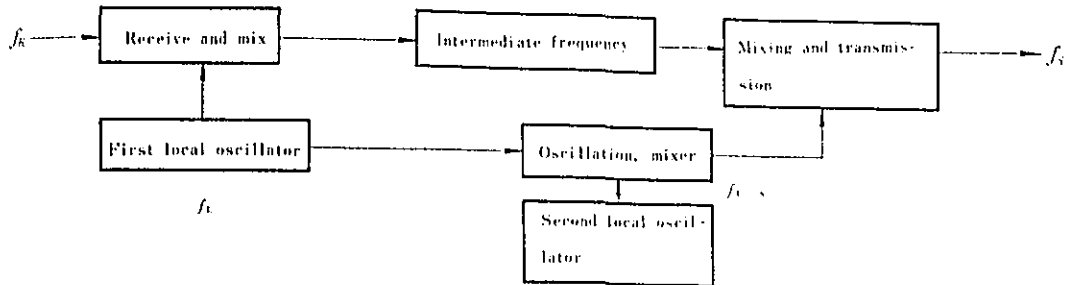 f_R
Receive and mix
Intermediate frequency
Mixing and transmis-
sion
First local oscillator
Oscillation, mixer
f_L
Second local oscil-
lator